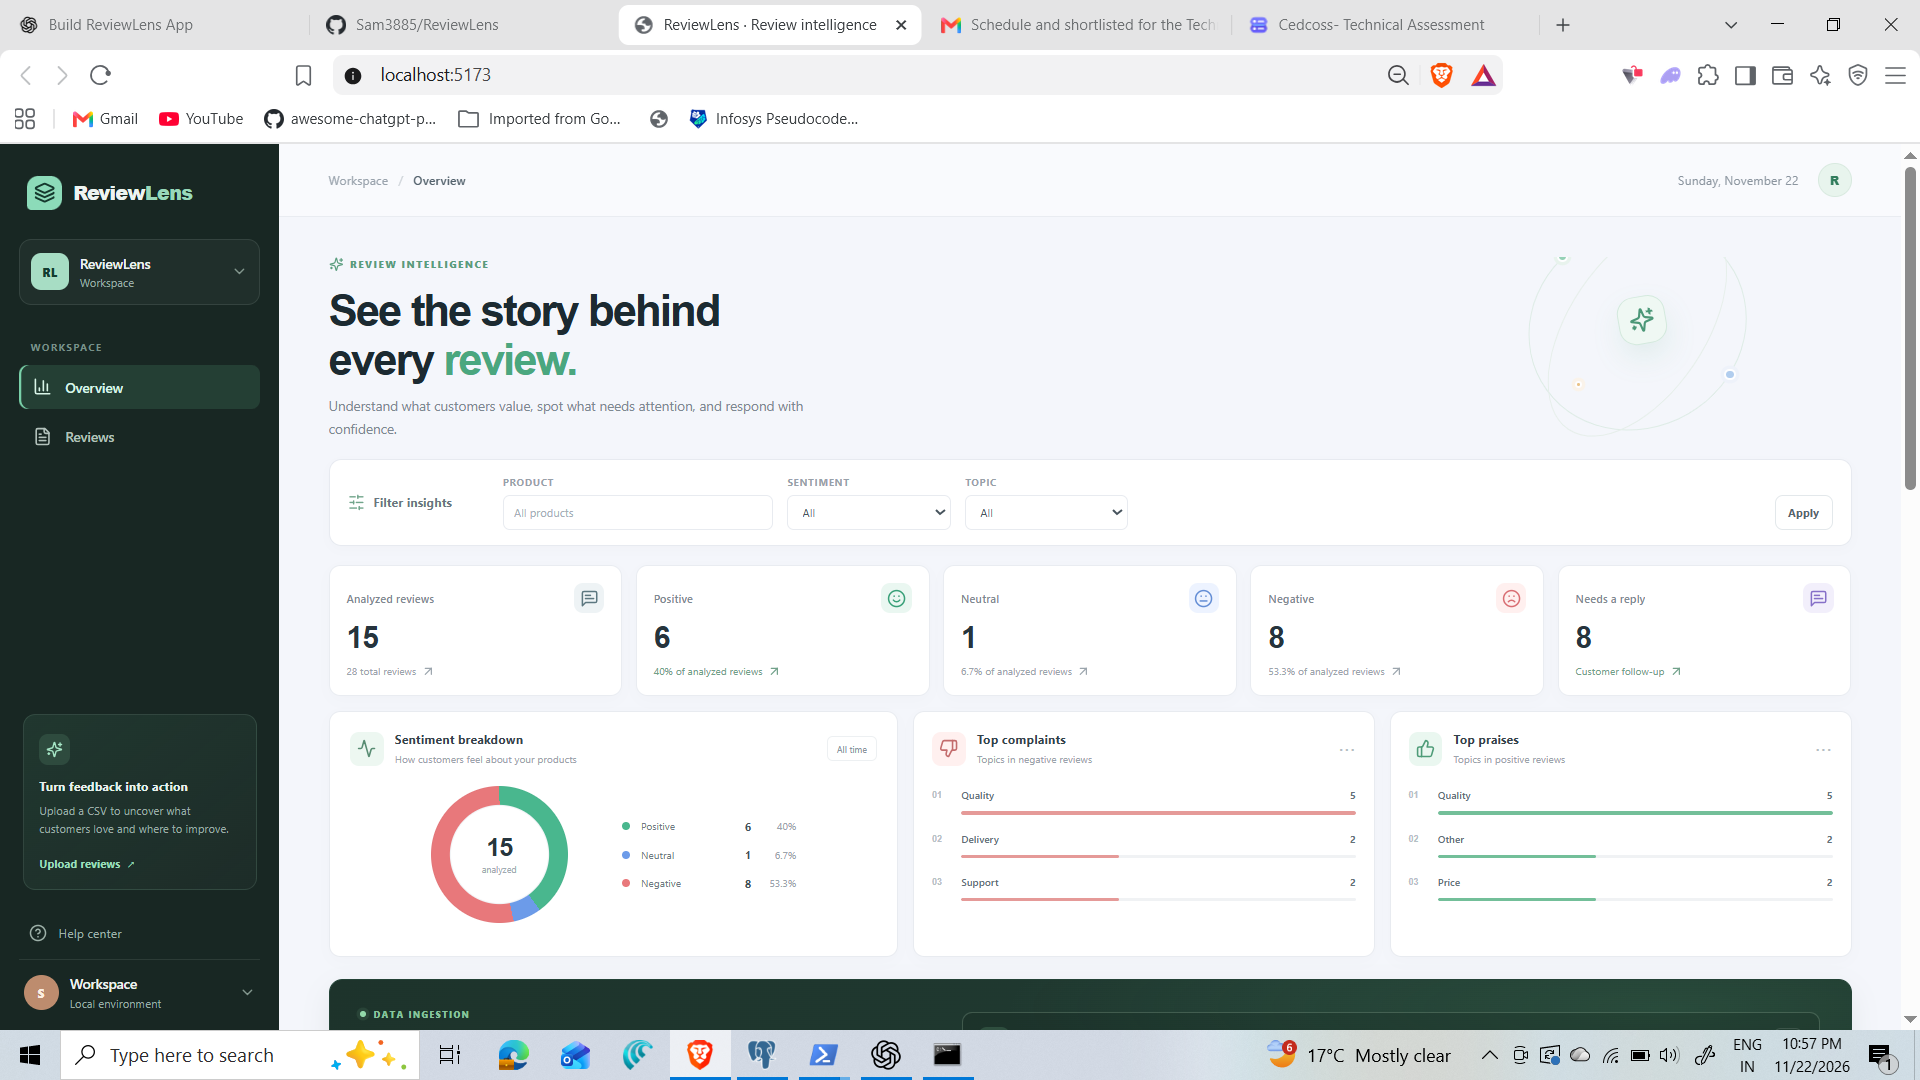 Build ReviewLens App
Sam3885/ReviewLens
ReviewLens · Review intelligence
Schedule and shortlisted for the Tech
Cedcoss- Technical Assessment
localhost:5173
Gmail
YouTube
awesome-chatgpt-p...
Imported from Go...
Infosys Pseudocode...
ReviewLens
RL
ReviewLens
Workspace
WORKSPACE
Overview
Reviews
Turn feedback into action
Upload a CSV to uncover what
customers love and where to improve.
Upload reviews ↗
Help center
S
Workspace
Local environment
Workspace / Overview
Sunday, November 22
R
REVIEW INTELLIGENCE
See the story behind
every review.
Understand what customers value, spot what needs attention, and respond with
confidence.
Filter insights
PRODUCT
All products
SENTIMENT
All
TOPIC
All
Apply
Analyzed reviews
15
28 total reviews
Positive
6
40% of analyzed reviews
Neutral
1
6.7% of analyzed reviews
Negative
8
53.3% of analyzed reviews
Needs a reply
8
Customer follow-up
Sentiment breakdown
How customers feel about your products
All time
15
analyzed
Positive 6 40%
Neutral 1 6.7%
Negative 8 53.3%
Top complaints
Topics in negative reviews
01 Quality 5
02 Delivery 2
03 Support 2
Top praises
Topics in positive reviews
01 Quality 5
02 Other 2
03 Price 2
DATA INGESTION
Type here to search
6
17°C Mostly clear
ENG
IN
10:57 PM
11/22/2026
1